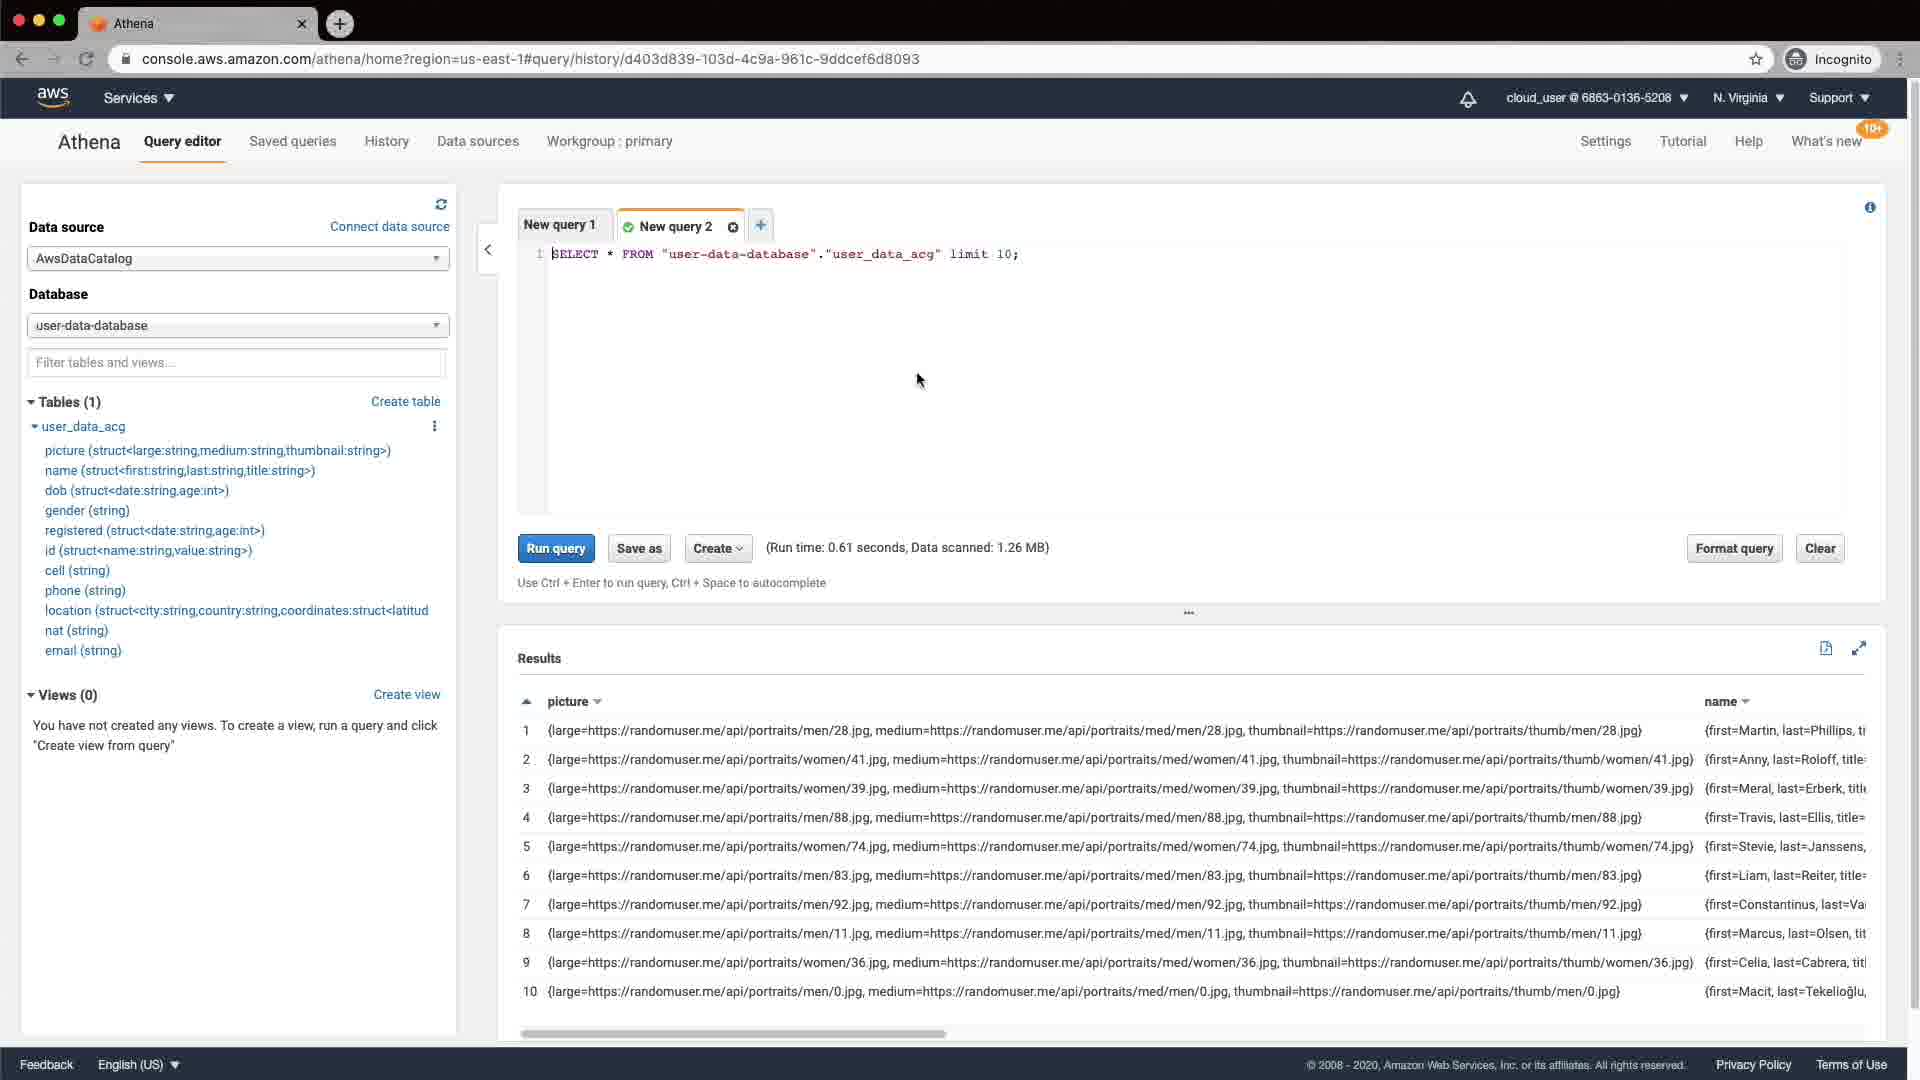 Athena
console.aws.amazon.com/athena/home?region=us-east-1#query/history/d403d839-103d-4c9a-961c-9ddcef6d8093
Incognito
aws
Services
cloud_user @ 6863-0136-5208
N. Virginia
Support
Athena
Query editor
Saved queries
History
Data sources
Workgroup : primary
Settings
Tutorial
Help
What's new
10+
Data source
Connect data source
AwsDataCatalog
Database
user-data-database
Filter tables and views...
Tables (1)
Create table
user_data_acg
picture (struct<large:string,medium:string,thumbnail:string>)
name (struct<first:string,last:string,title:string>)
dob (struct<date:string,age:int>)
gender (string)
registered (struct<date:string,age:int>)
id (struct<name:string,value:string>)
cell (string)
phone (string)
location (struct<city:string,country:string,coordinates:struct<latitud
nat (string)
email (string)
Views (0)
Create view
You have not created any views. To create a view, run a query and click
"Create view from query"
New query 1
New query 2
1 SELECT * FROM "user-data-database"."user_data_acg" limit 10;
Run query
Save as
Create
(Run time: 0.61 seconds, Data scanned: 1.26 MB)
Format query
Clear
Use Ctrl + Enter to run query, Ctrl + Space to autocomplete
Results
picture name
1 {large=https://randomuser.me/api/portraits/men/28.jpg, medium=https://randomuser.me/api/portraits/med/men/28.jpg, thumbnail=https://randomuser.me/api/portraits/thumb/men/28.jpg} {first=Martin, last=Phillips, ti
2 {large=https://randomuser.me/api/portraits/women/41.jpg, medium=https://randomuser.me/api/portraits/med/women/41.jpg, thumbnail=https://randomuser.me/api/portraits/thumb/women/41.jpg} {first=Anny, last=Roloff, title=
3 {large=https://randomuser.me/api/portraits/women/39.jpg, medium=https://randomuser.me/api/portraits/med/women/39.jpg, thumbnail=https://randomuser.me/api/portraits/thumb/women/39.jpg} {first=Meral, last=Erberk, title
4 {large=https://randomuser.me/api/portraits/men/88.jpg, medium=https://randomuser.me/api/portraits/med/men/88.jpg, thumbnail=https://randomuser.me/api/portraits/thumb/men/88.jpg} {first=Travis, last=Ellis, title=
5 {large=https://randomuser.me/api/portraits/women/74.jpg, medium=https://randomuser.me/api/portraits/med/women/74.jpg, thumbnail=https://randomuser.me/api/portraits/thumb/women/74.jpg} {first=Stevie, last=Janssens,
6 {large=https://randomuser.me/api/portraits/men/83.jpg, medium=https://randomuser.me/api/portraits/med/men/83.jpg, thumbnail=https://randomuser.me/api/portraits/thumb/men/83.jpg} {first=Liam, last=Reiter, title=
7 {large=https://randomuser.me/api/portraits/men/92.jpg, medium=https://randomuser.me/api/portraits/med/men/92.jpg, thumbnail=https://randomuser.me/api/portraits/thumb/men/92.jpg} {first=Constantinus, last=Va
8 {large=https://randomuser.me/api/portraits/men/11.jpg, medium=https://randomuser.me/api/portraits/med/men/11.jpg, thumbnail=https://randomuser.me/api/portraits/thumb/men/11.jpg} {first=Marcus, last=Olsen, tit
9 {large=https://randomuser.me/api/portraits/women/36.jpg, medium=https://randomuser.me/api/portraits/med/women/36.jpg, thumbnail=https://randomuser.me/api/portraits/thumb/women/36.jpg} {first=Celia, last=Cabrera, titl
10 {large=https://randomuser.me/api/portraits/men/0.jpg, medium=https://randomuser.me/api/portraits/med/men/0.jpg, thumbnail=https://randomuser.me/api/portraits/thumb/men/0.jpg} {first=Macit, last=Tekelioğlu,
Feedback
English (US)
© 2008 - 2020, Amazon Web Services, Inc. or its affiliates. All rights reserved.
Privacy Policy
Terms of Use